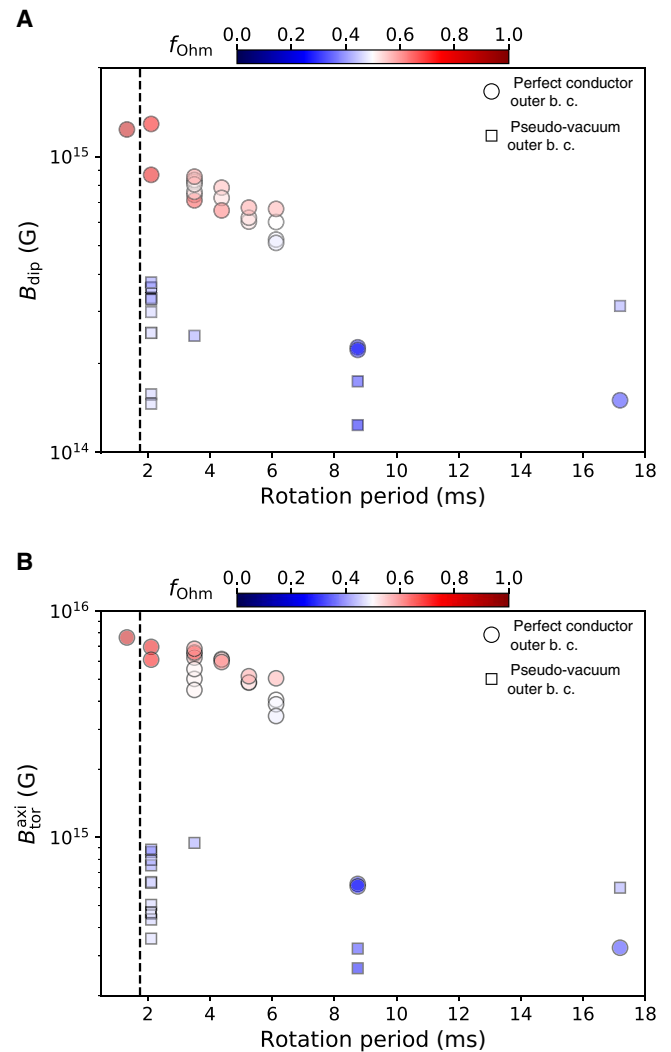 A
f_Ohm
0.0 0.2 0.4 0.6 0.8 1.0
Perfect conductor
outer b. c.
Pseudo-vacuum
outer b. c.
10^15
B_dip (G)
10^14
2 4 6 8 10 12 14 16 18
Rotation period (ms)
B
f_Ohm
0.0 0.2 0.4 0.6 0.8 1.0
10^16
Perfect conductor
outer b. c.
Pseudo-vacuum
outer b. c.
B_tor^axi (G)
10^15
2 4 6 8 10 12 14 16 18
Rotation period (ms)